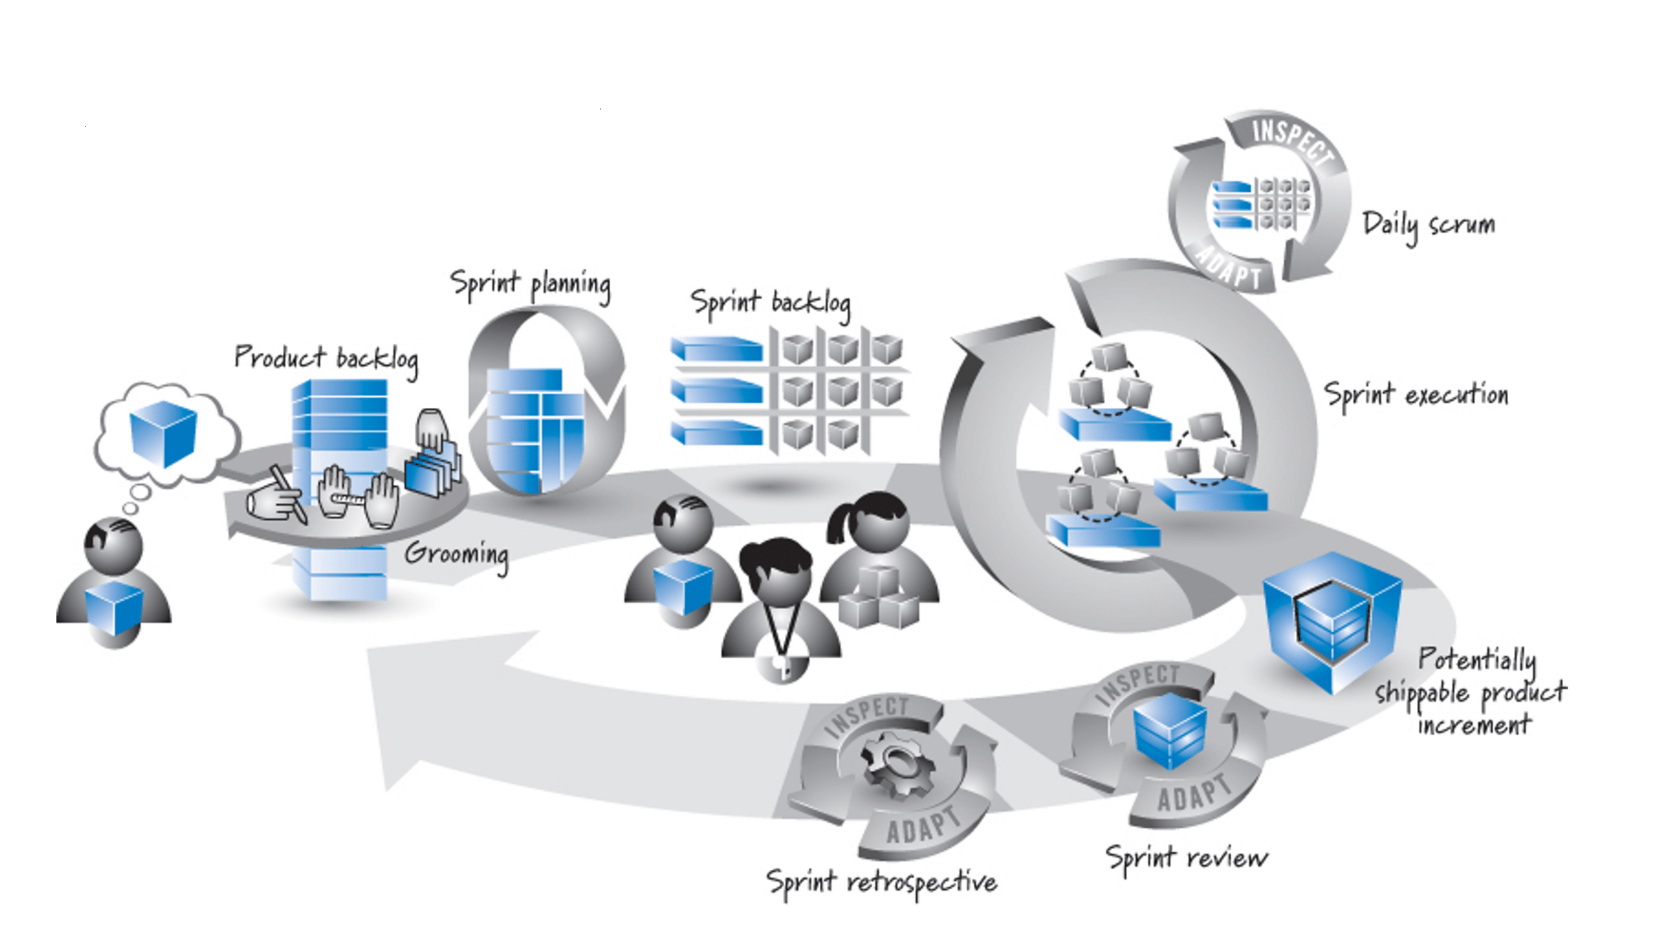 INSPECT
ADAPT
Daily scrum
Sprint planning
Sprint backlog
Product backlog
Sprint execution
Grooming
Potentially
shippable product
increment
INSPECT
ADAPT
Sprint review
INSPECT
ADAPT
Sprint retrospective